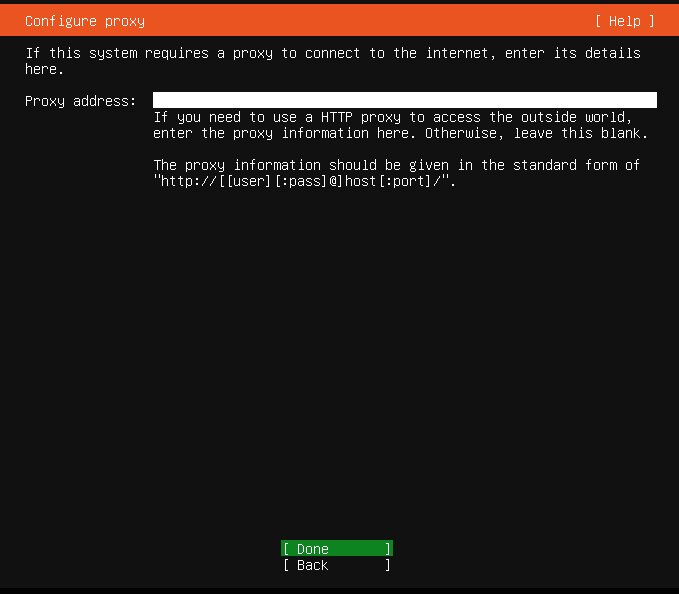 Configure proxy [ Help ]
If this system requires a proxy to connect to the internet, enter its details
here.
Proxy address:
If you need to use a HTTP proxy to access the outside world,
enter the proxy information here. Otherwise, leave this blank.
The proxy information should be given in the standard form of
"http://[[user][:pass]@]host[:port]/".
[ Done ]
[ Back ]